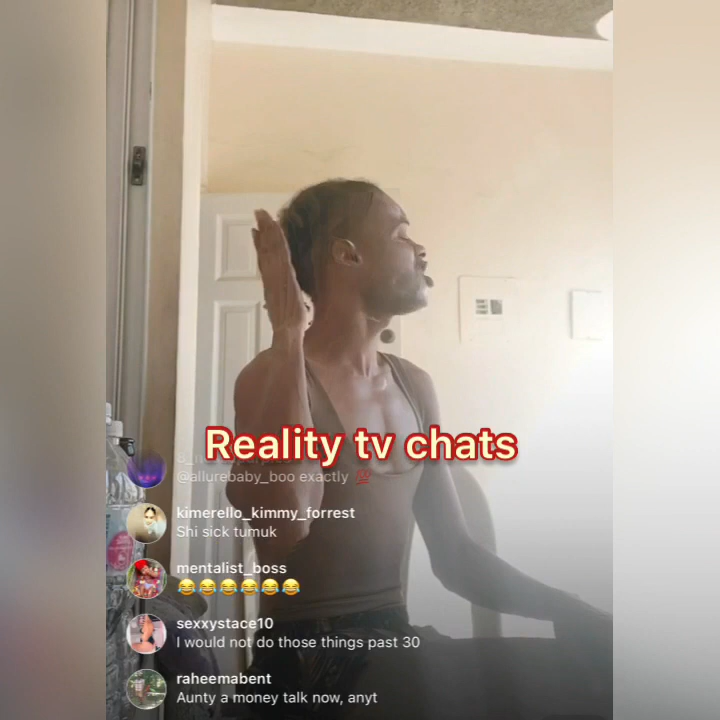 Reality tv chats
@allurebaby_boo exactly 💯
kimerello_kimmy_forrest
Shi sick tumuk
mentalist_boss
😂😂😂😂😂😂
sexxystace10
I would not do those things past 30
raheemabent
Aunty a money talk now, anyt